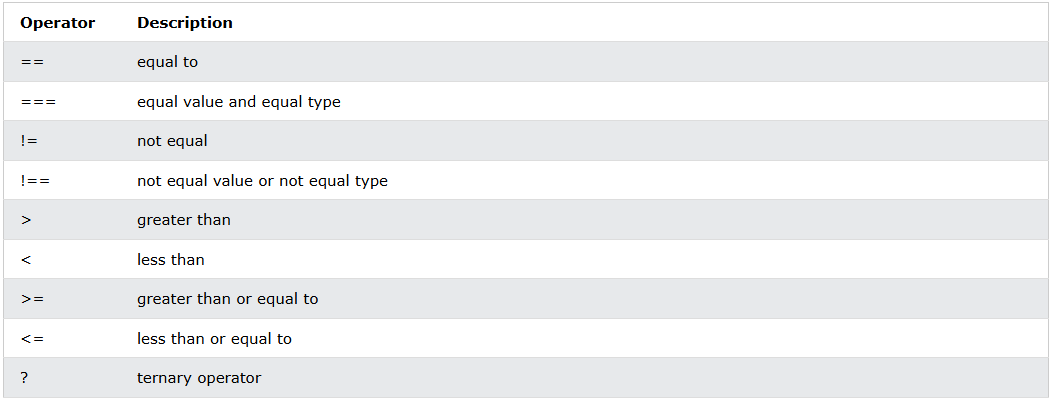 Operator Description
== equal to
=== equal value and equal type
!= not equal
!== not equal value or not equal type
> greater than
< less than
>= greater than or equal to
<= less than or equal to
? ternary operator